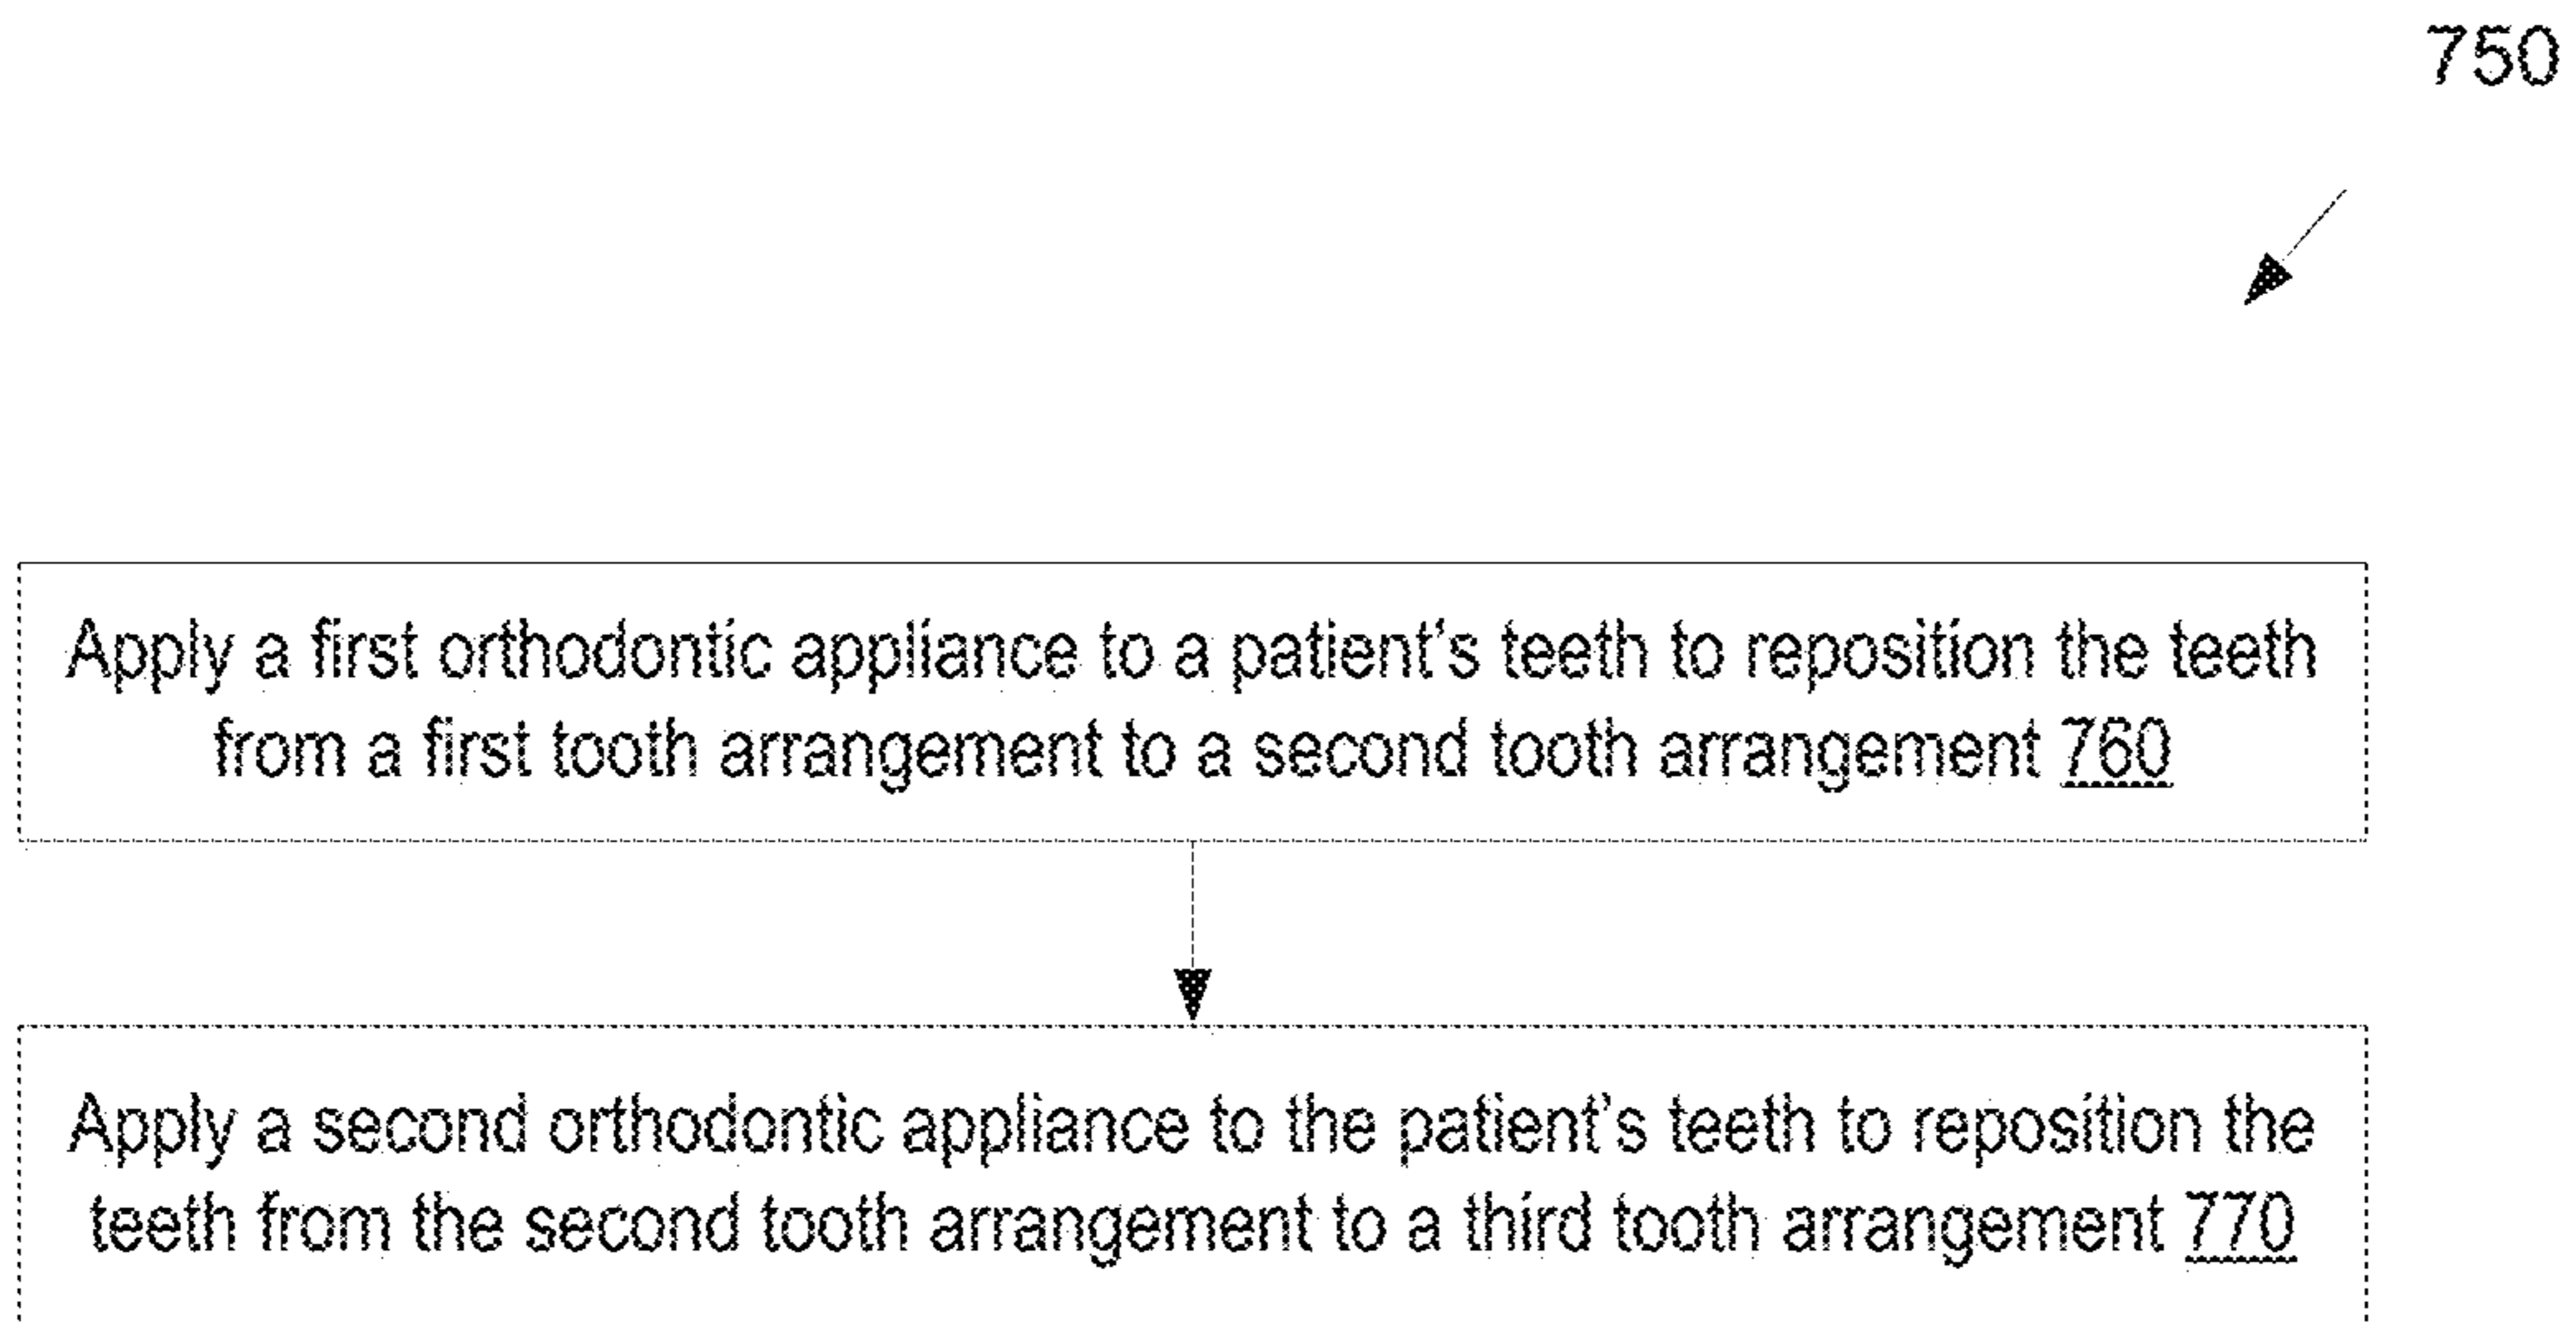 750
Apply a first orthodontic appliance to a patient's teeth to reposition the teeth
from a first tooth arrangement to a second tooth arrangement 760
Apply a second orthodontic appliance to the patient's teeth to reposition the
teeth from the second tooth arrangement to a third tooth arrangement 770